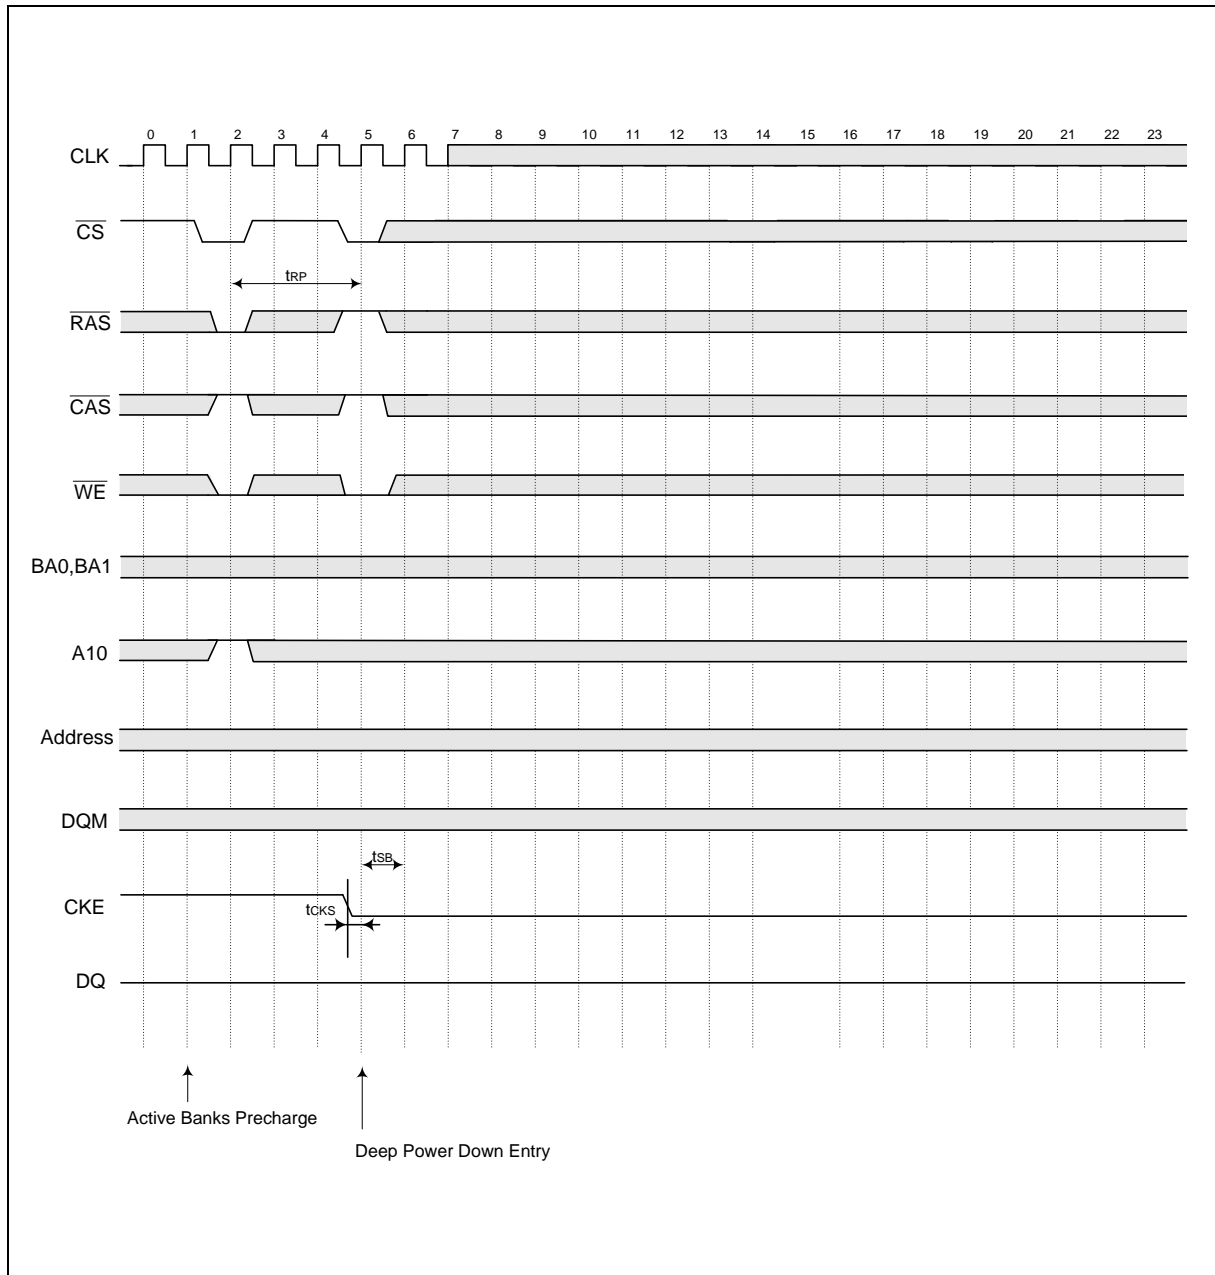 0 1 2 3 4 5 6 7 8 9 10 11 12 13 14 15 16 17 18 19 20 21 22 23
CLK
CS
tRP
RAS
CAS
WE
BA0,BA1
A10
Address
DQM
tSB
CKE
tCKS
DQ
Active Banks Precharge
Deep Power Down Entry